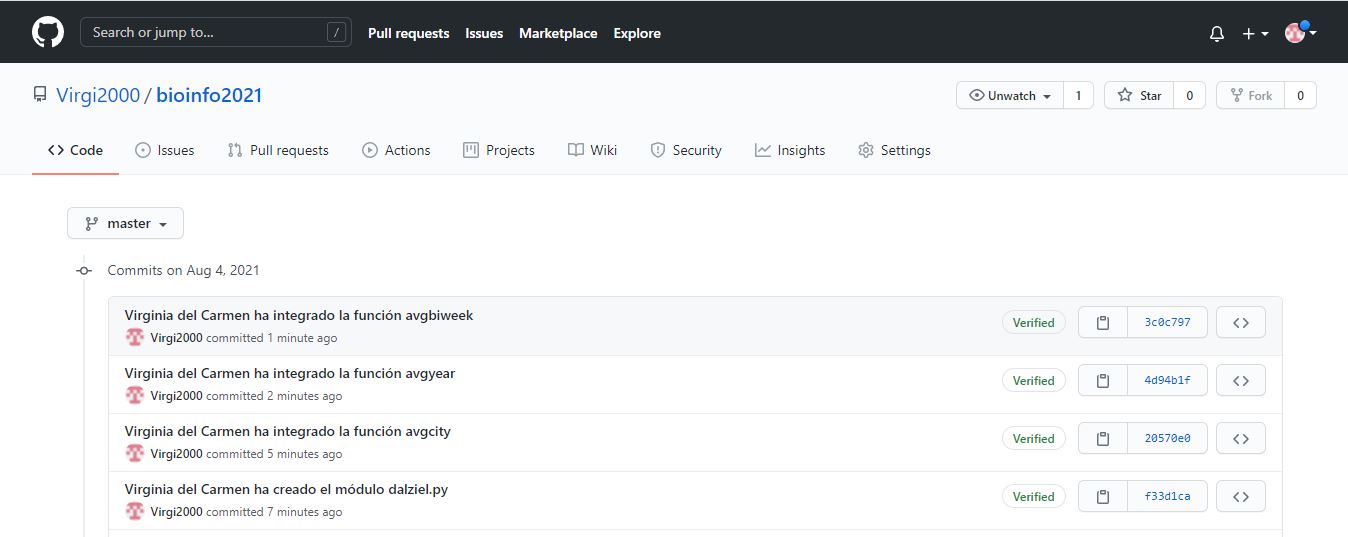 Search or jump to... /
Pull requests Issues Marketplace Explore
Virgi2000 / bioinfo2021
Unwatch 1 Star 0 Fork 0
Code Issues Pull requests Actions Projects Wiki Security Insights Settings
master
Commits on Aug 4, 2021
Virginia del Carmen ha integrado la función avgbiweek
Virgi2000 committed 1 minute ago
Verified 3c0c797
Virginia del Carmen ha integrado la función avgyear
Virgi2000 committed 2 minutes ago
Verified 4d94b1f
Virginia del Carmen ha integrado la función avgcity
Virgi2000 committed 5 minutes ago
Verified 20570e0
Virginia del Carmen ha creado el módulo dalziel.py
Virgi2000 committed 7 minutes ago
Verified f33d1ca